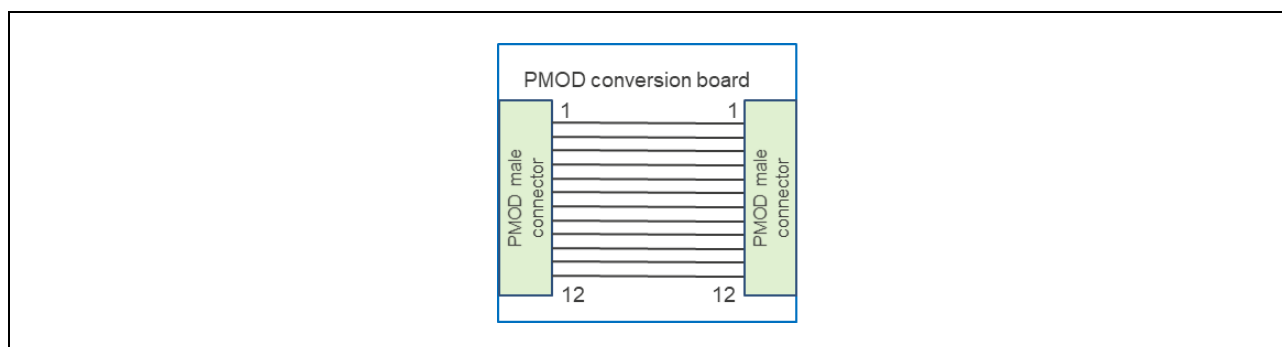 PMOD conversion board
1
1
PMOD male
connector
PMOD male
connector
12
12